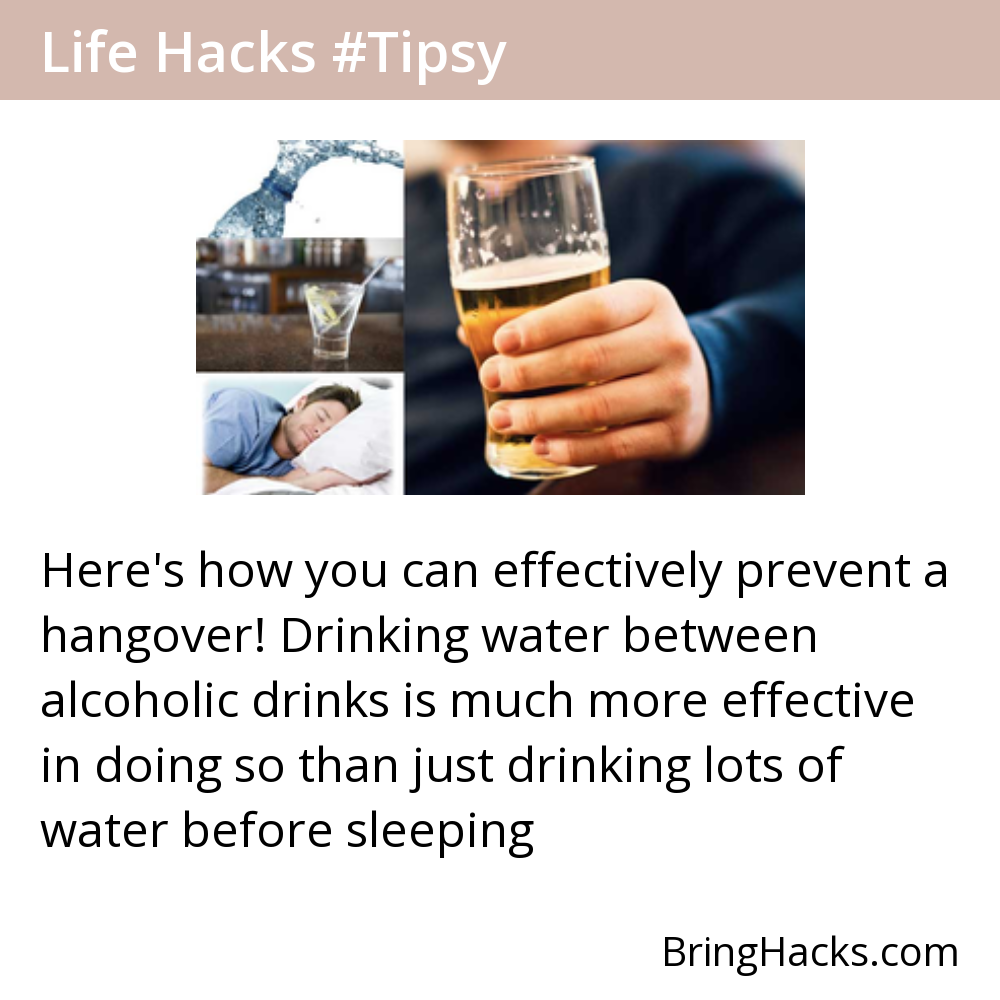 Life Hacks #Tipsy
Here's how you can effectively prevent a
hangover! Drinking water between
alcoholic drinks is much more effective
in doing so than just drinking lots of
water before sleeping
BringHacks.com